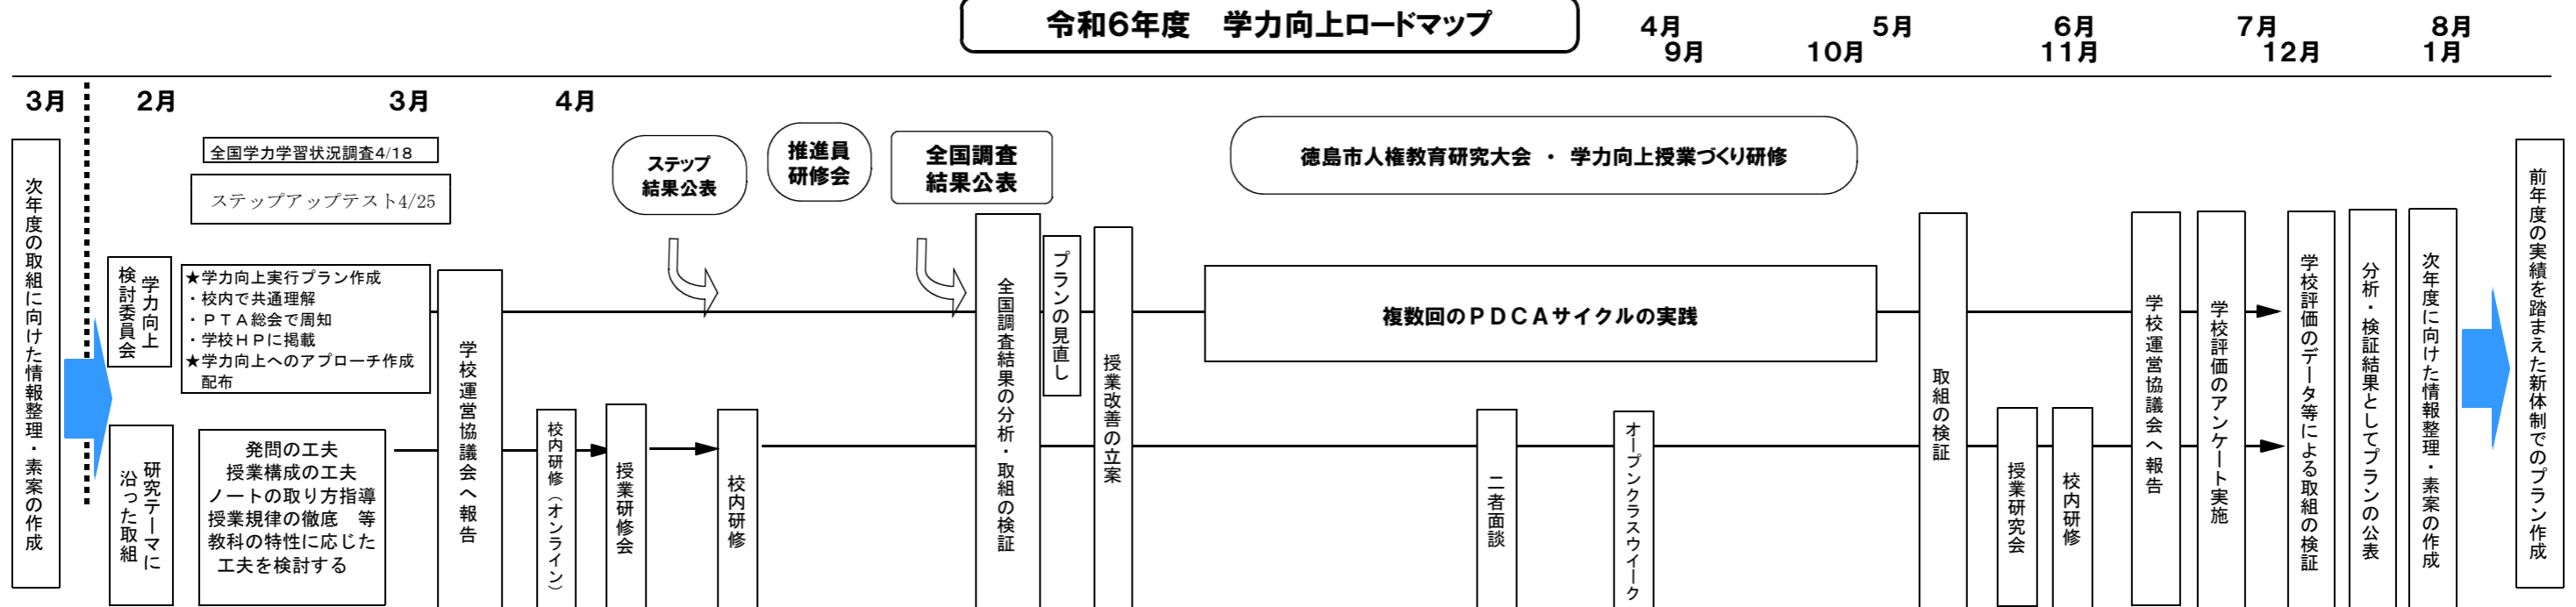 令和6年度　学力向上ロードマップ
4月 5月 6月 7月 8月
9月 10月 11月 12月 1月
3月 2月 3月 4月
次年度の取組に向けた情報整理・素案の作成
全国学力学習状況調査4/18
ステップアップテスト4/25
ステップ
結果公表
推進員
研修会
全国調査
結果公表
徳島市人権教育研究大会 ・ 学力向上授業づくり研修
学力向上
検討委員会
★学力向上実行プラン作成
・校内で共通理解
・ＰＴＡ総会で周知
・学校ＨＰに掲載
★学力向上へのアプローチ作成
配布
研究テーマに
沿った取組
発問の工夫
授業構成の工夫
ノートの取り方指導
授業規律の徹底　等
教科の特性に応じた
工夫を検討する
学校運営協議会へ報告
校内研修（オンライン）
授業研修会
校内研修
全国調査結果の分析・取組の検証
プランの見直し
授業改善の立案
複数回のＰＤＣＡサイクルの実践
二者面談
オープンクラスウイーク
取組の検証
授業研究会
校内研修
学校運営協議会へ報告
学校評価のアンケート実施
学校評価のデータ等による取組の検証
分析・検証結果としてプランの公表
次年度に向けた情報整理・素案の作成
前年度の実績を踏まえた新体制でのプラン作成